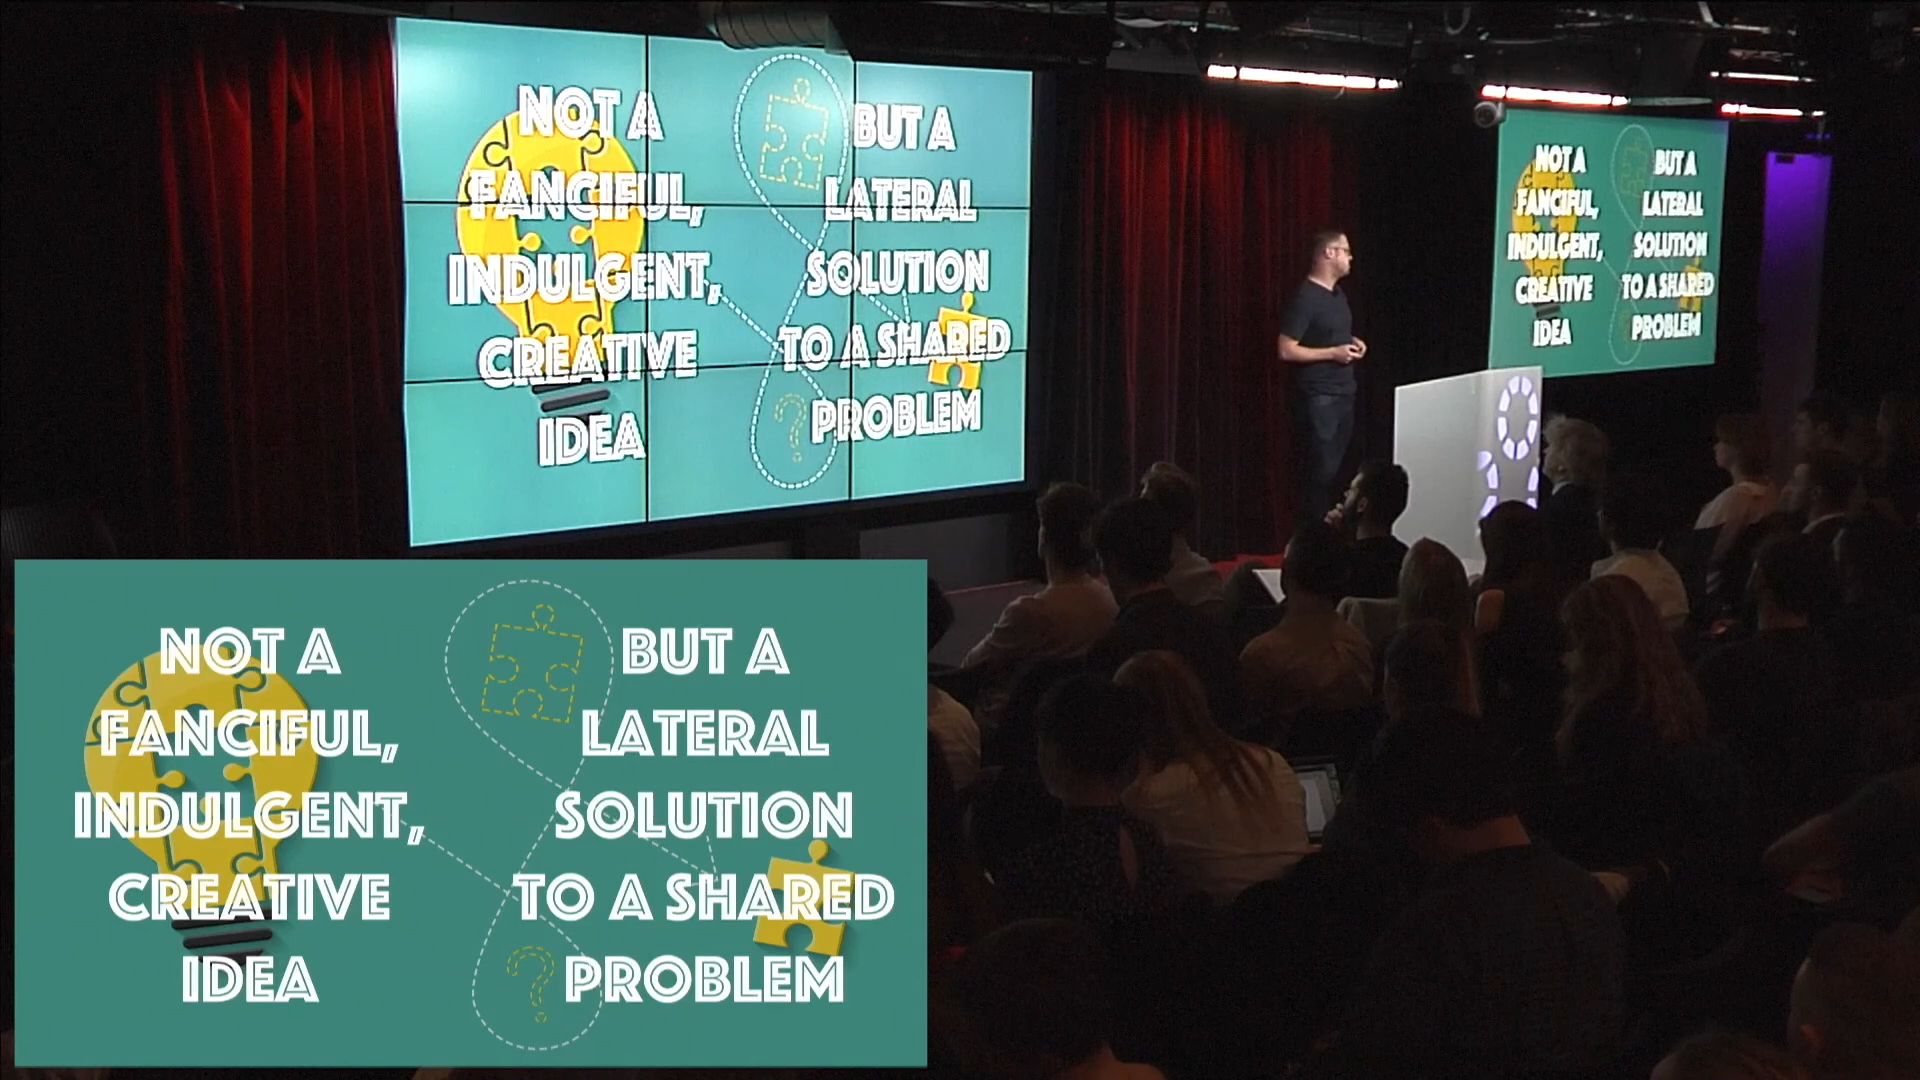 NOT A
FANCIFUL,
INDULGENT,
CREATIVE
IDEA
BUT A
LATERAL
SOLUTION
TO A SHARED
PROBLEM
NOT A
FANCIFUL,
INDULGENT,
CREATIVE
IDEA
BUT A
LATERAL
SOLUTION
TO A SHARED
PROBLEM
NOT A
FANCIFUL,
INDULGENT,
CREATIVE
IDEA
?
BUT A
LATERAL
SOLUTION
TO A SHARED
PROBLEM
?